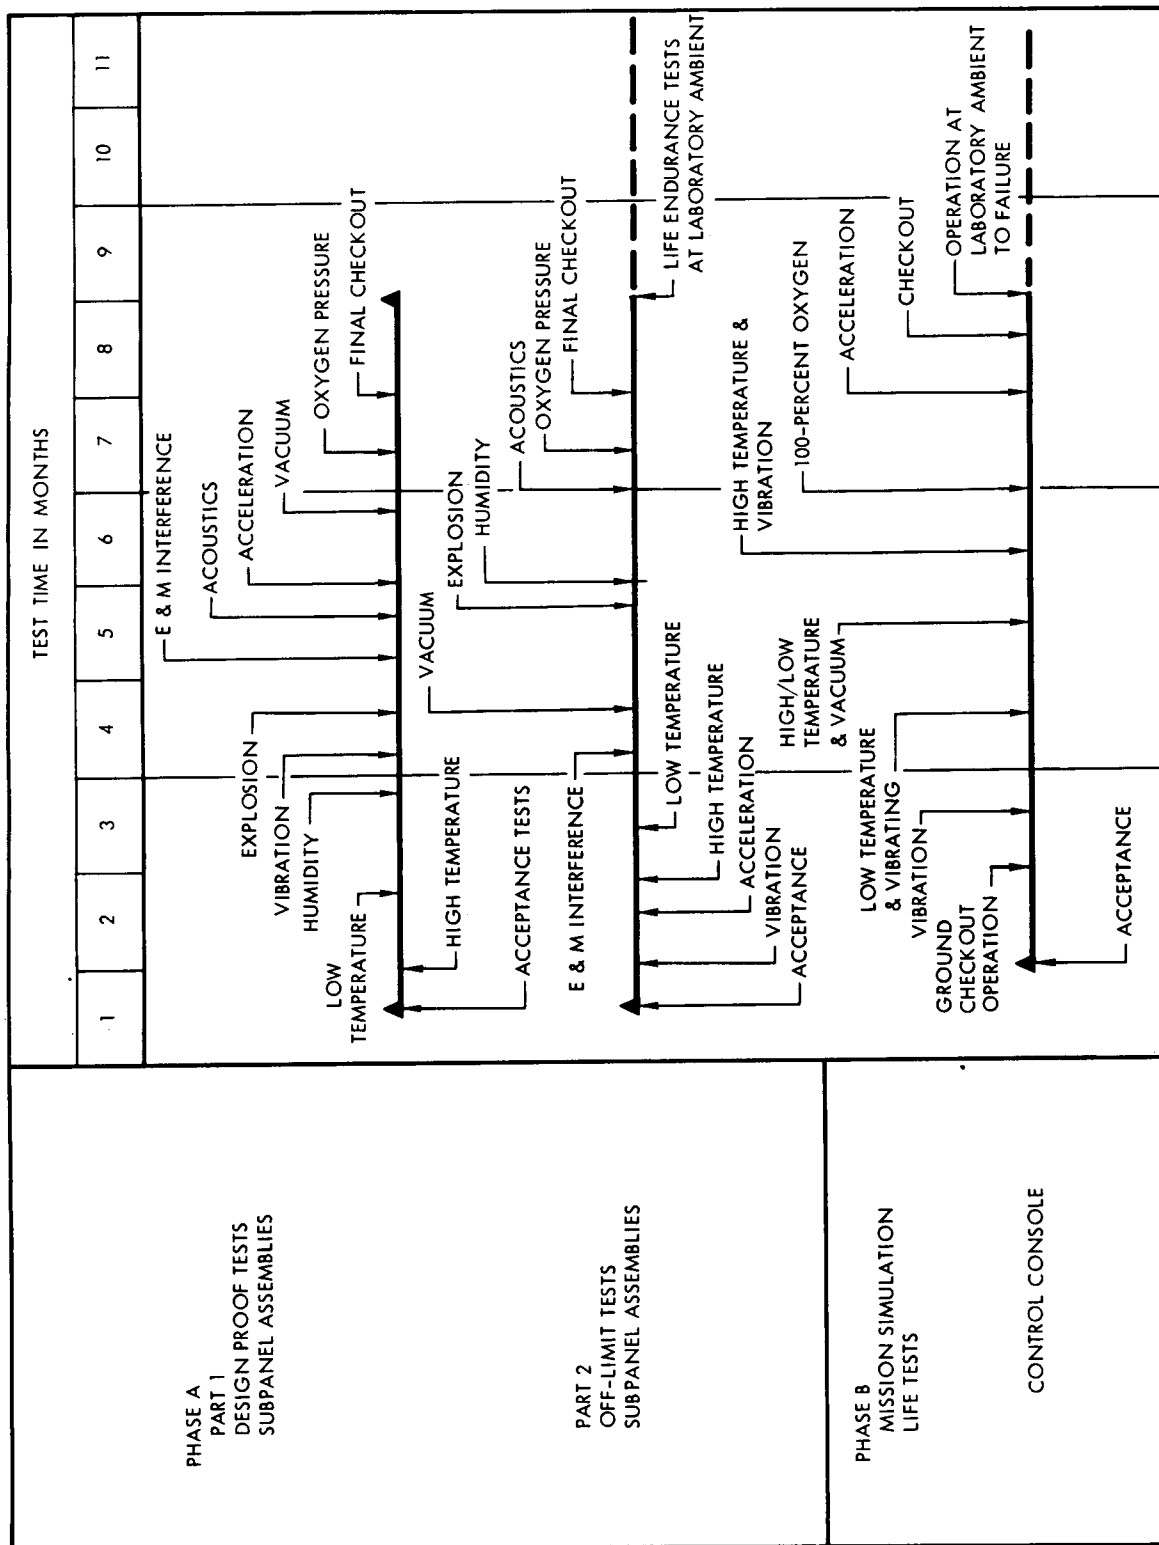 TEST TIME IN MONTHS
1 2 3 4 5 6 7 8 9 10 11
PHASE A
PART 1
DESIGN PROOF TESTS
SUBPANEL ASSEMBLIES
E & M INTERFERENCE
ACOUSTICS
EXPLOSION
ACCELERATION
VIBRATION
VACUUM
HUMIDITY
OXYGEN PRESSURE
LOW
TEMPERATURE
FINAL CHECKOUT
HIGH TEMPERATURE
ACCEPTANCE TESTS
PART 2
OFF-LIMIT TESTS
SUBPANEL ASSEMBLIES
VACUUM
EXPLOSION
HUMIDITY
ACOUSTICS
OXYGEN PRESSURE
E & M INTERFERENCE
FINAL CHECKOUT
LOW TEMPERATURE
LIFE ENDURANCE TESTS
AT LABORATORY AMBIENT
HIGH TEMPERATURE
ACCELERATION
VIBRATION
ACCEPTANCE
PHASE B
MISSION SIMULATION
LIFE TESTS
CONTROL CONSOLE
HIGH TEMPERATURE &
VIBRATION
HIGH/LOW
TEMPERATURE
& VACUUM
100-PERCENT OXYGEN
ACCELERATION
LOW TEMPERATURE
& VIBRATING
CHECKOUT
VIBRATION
GROUND
CHECKOUT
OPERATION
OPERATION AT
LABORATORY AMBIENT
TO FAILURE
ACCEPTANCE